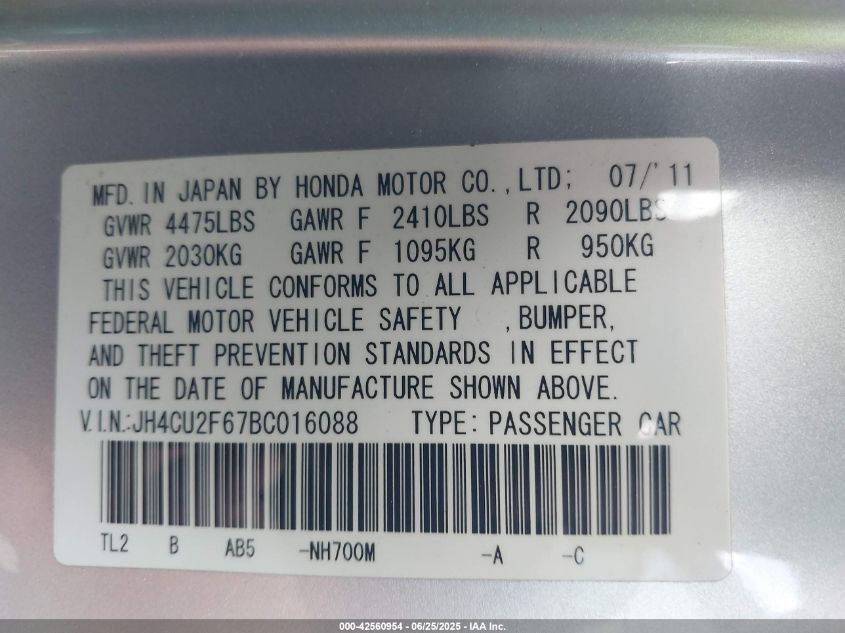 MFD. IN JAPAN BY HONDA MOTOR CO.,LTD; 07/'11
GVWR 4475LBS GAWR F 2410LBS R 2090LBS
GVWR 2030KG GAWR F 1095KG R 950KG
THIS VEHICLE CONFORMS TO ALL APPLICABLE
FEDERAL MOTOR VEHICLE SAFETY ,BUMPER,
AND THEFT PREVENTION STANDARDS IN EFFECT
ON THE DATE OF MANUFACTURE SHOWN ABOVE.
V.I.N.:JH4CU2F67BC016088 TYPE: PASSENGER CAR
TL2 B AB5 -NH700M -A -C
000-42560954 - 06/25/2025 - IAA Inc.